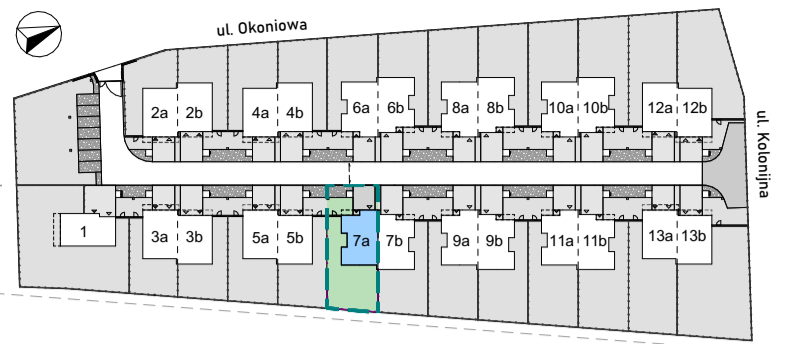 ul. Okoniowa
ul. Kolonijna
2a 2b 4a 4b 6a 6b 8a 8b 10a 10b 12a 12b
1 3a 3b 5a 5b 7a 7b 9a 9b 11a 11b 13a 13b